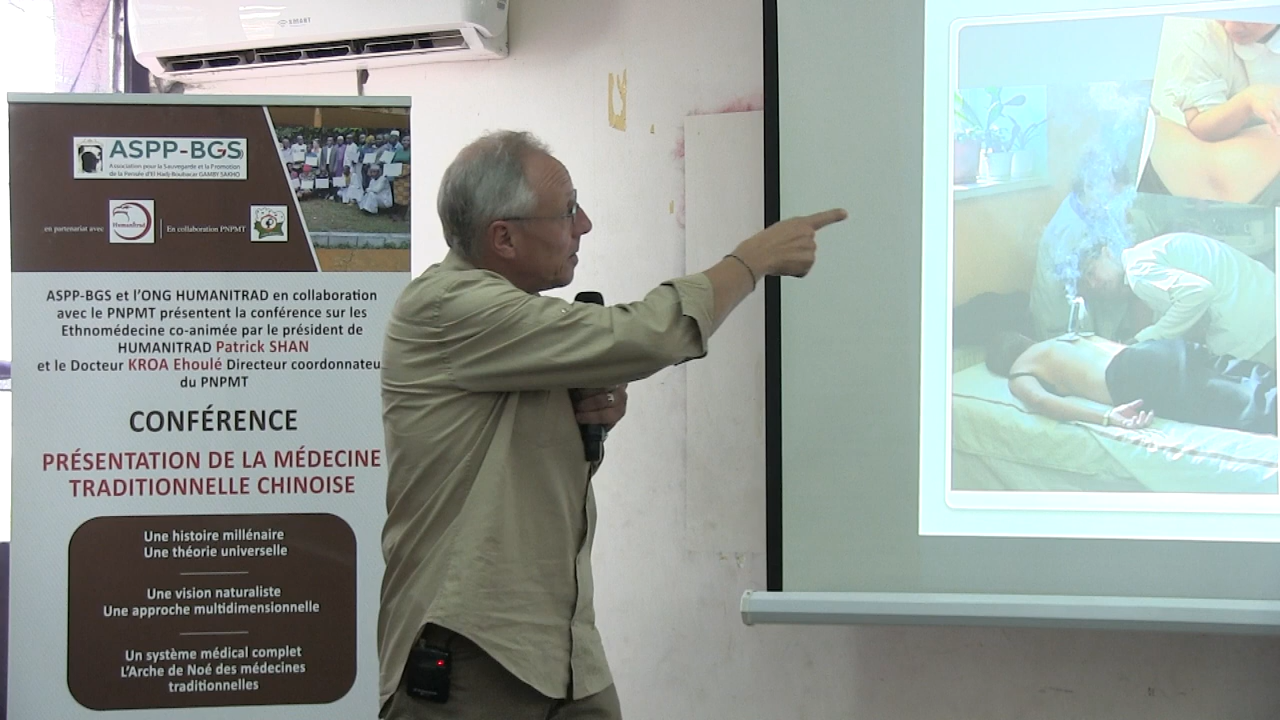 SMART
ASPP-BGS
Association pour la Sauvegarde et la Promotion
de la Pensée d'El Hadj-Boubacar GAMBY SAKHO
en partenariat avec
Humanitrad
En collaboration PNPMT
ASPP-BGS et l'ONG HUMANITRAD en collaboration
avec le PNPMT présentent la conférence sur les
Ethnomédecine co-animée par le président de
HUMANITRAD Patrick SHAN
et le Docteur KROA Ehoulé Directeur coordonnateu
du PNPMT
CONFÉRENCE
PRÉSENTATION DE LA MÉDECINE
TRADITIONNELLE CHINOISE
Une histoire millénaire
Une théorie universelle
Une vision naturaliste
Une approche multidimensionnelle
Un système médical complet
L'Arche de Noé des médecines
traditionnelles